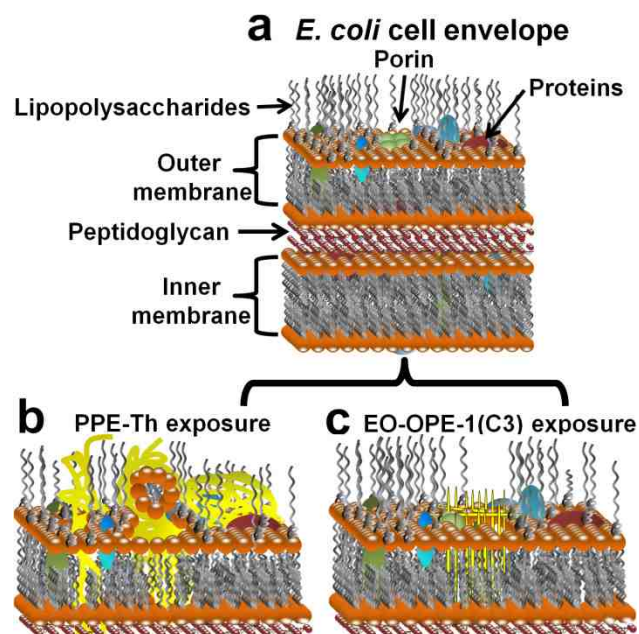 a E. coli cell envelope
Porin
Lipopolysaccharides
Proteins
Outer
membrane
Peptidoglycan
Inner
membrane
b PPE-Th exposure
c EO-OPE-1(C3) exposure